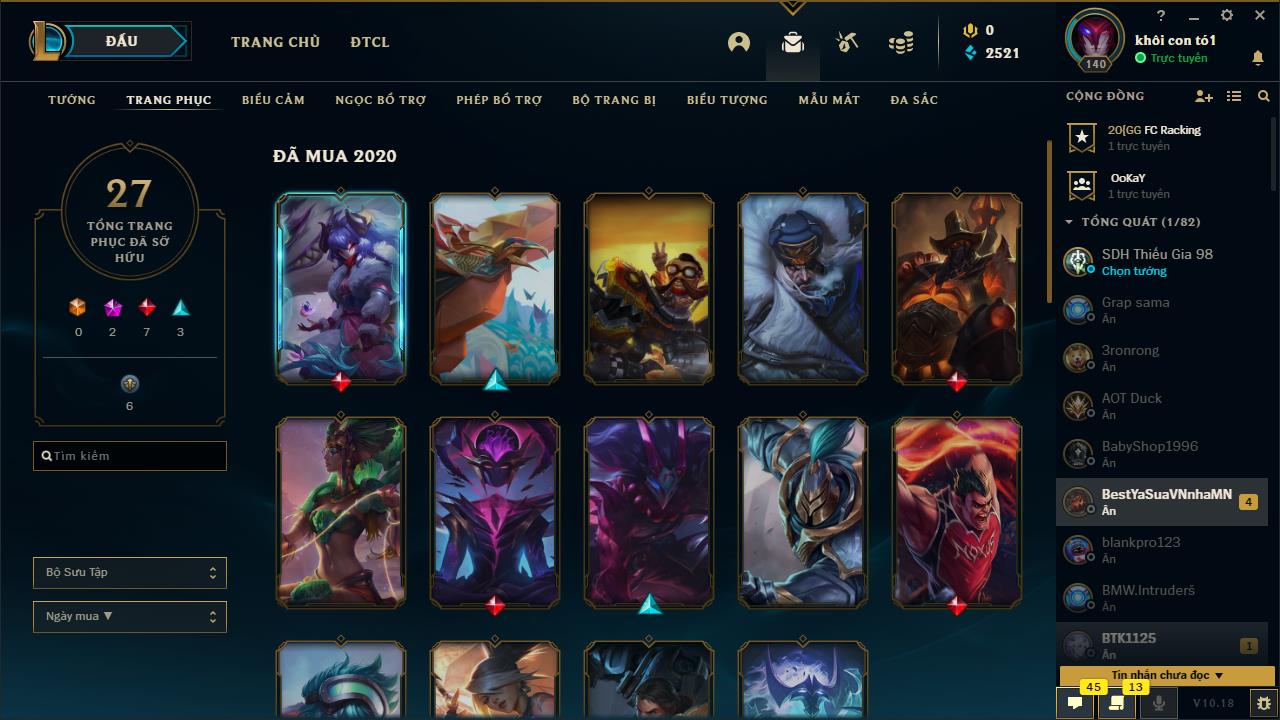 ĐẤU
TRANG CHỦ
ĐTCL
0
2521
?
140
khôi con tó1
Trực tuyến
TƯỚNG
TRANG PHỤC
BIỂU CẢM
NGỌC BỔ TRỢ
PHÉP BỔ TRỢ
BỘ TRANG BỊ
BIỂU TƯỢNG
MẪU MẮT
ĐA SẮC
27
TỔNG TRANG
PHỤC ĐÃ SỞ
HỮU
0
2
7
3
6
Tìm kiếm
Bộ Sưu Tập
Ngày mua ▼
ĐÃ MUA 2020
NOXUS
CỘNG ĐỒNG
20[GG FC Racking
1 trực tuyến
OoKaY
1 trực tuyến
TỔNG QUÁT (1/82)
SDH Thiếu Gia 98
Chọn tướng
Grap sama
Ẩn
3ronrong
Ẩn
AOT Duck
Ẩn
BabyShop1996
Ẩn
BestYaSuaVNnhaMN
Ẩn
4
blankpro123
Ẩn
BMW.Intruderš
Ẩn
BTK1125
Ẩn
1
Tin nhắn chưa đọc ▼
45
13
V10.18